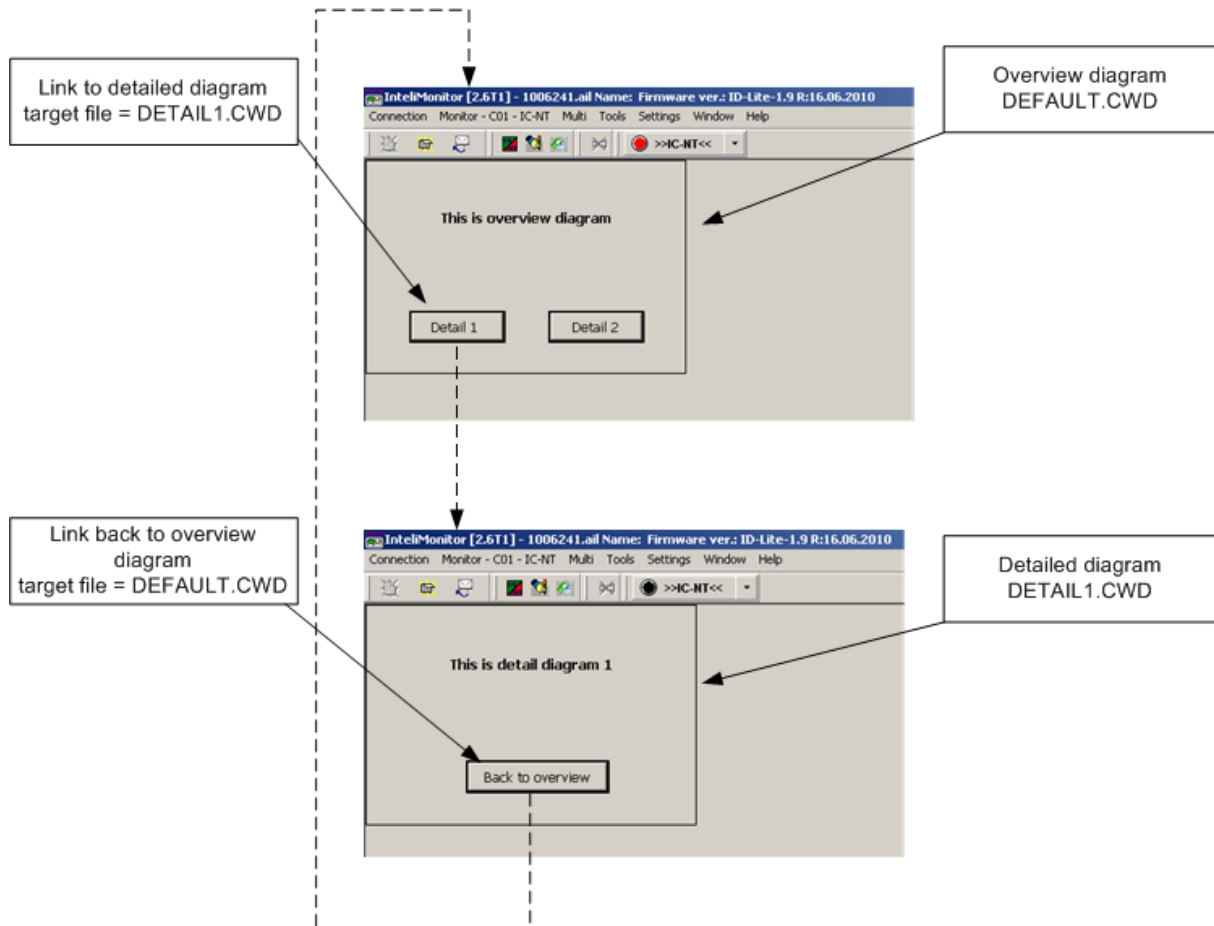 Link to detailed diagram
target file = DETAIL1.CWD
Overview diagram
DEFAULT.CWD
InteliMonitor [2.6T1] - 1006241.ail Name: Firmware ver.: ID-Lite-1.9 R:16.06.2010
Connection Monitor - C01 - IC-NT Multi Tools Settings Window Help
>>IC-NT<<
This is overview diagram
Detail 1 Detail 2
Link back to overview
diagram
target file = DEFAULT.CWD
Detailed diagram
DETAIL1.CWD
InteliMonitor [2.6T1] - 1006241.ail Name: Firmware ver.: ID-Lite-1.9 R:16.06.2010
Connection Monitor - C01 - IC-NT Multi Tools Settings Window Help
>>IC-NT<<
This is detail diagram 1
Back to overview